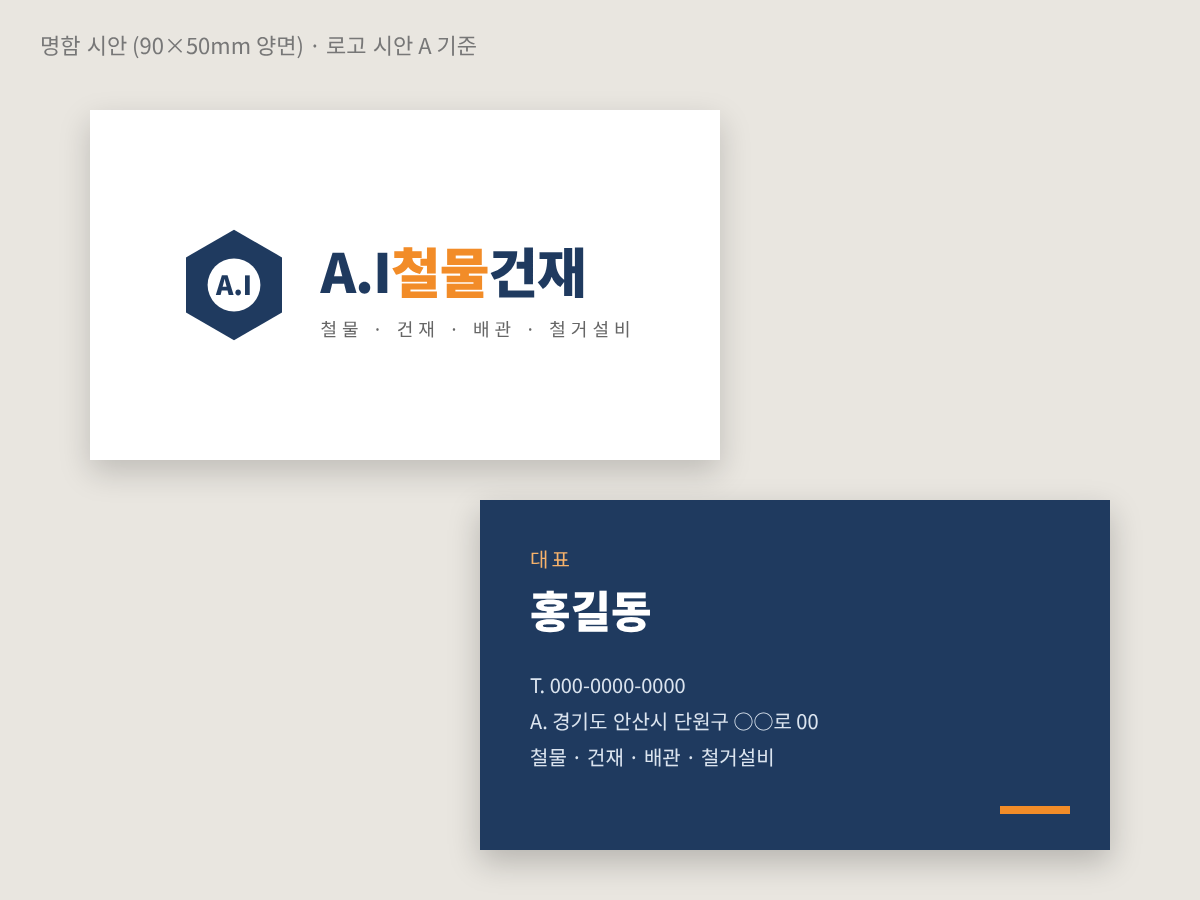 명함 시안 (90×50mm 양면) · 로고 시안 A 기준
A.I
A.I철물건재
철물 · 건재 · 배관 · 철거설비
대표
홍길동
T. 000-0000-0000
A. 경기도 안산시 단원구 ○○로 00
철물 · 건재 · 배관 · 철거설비